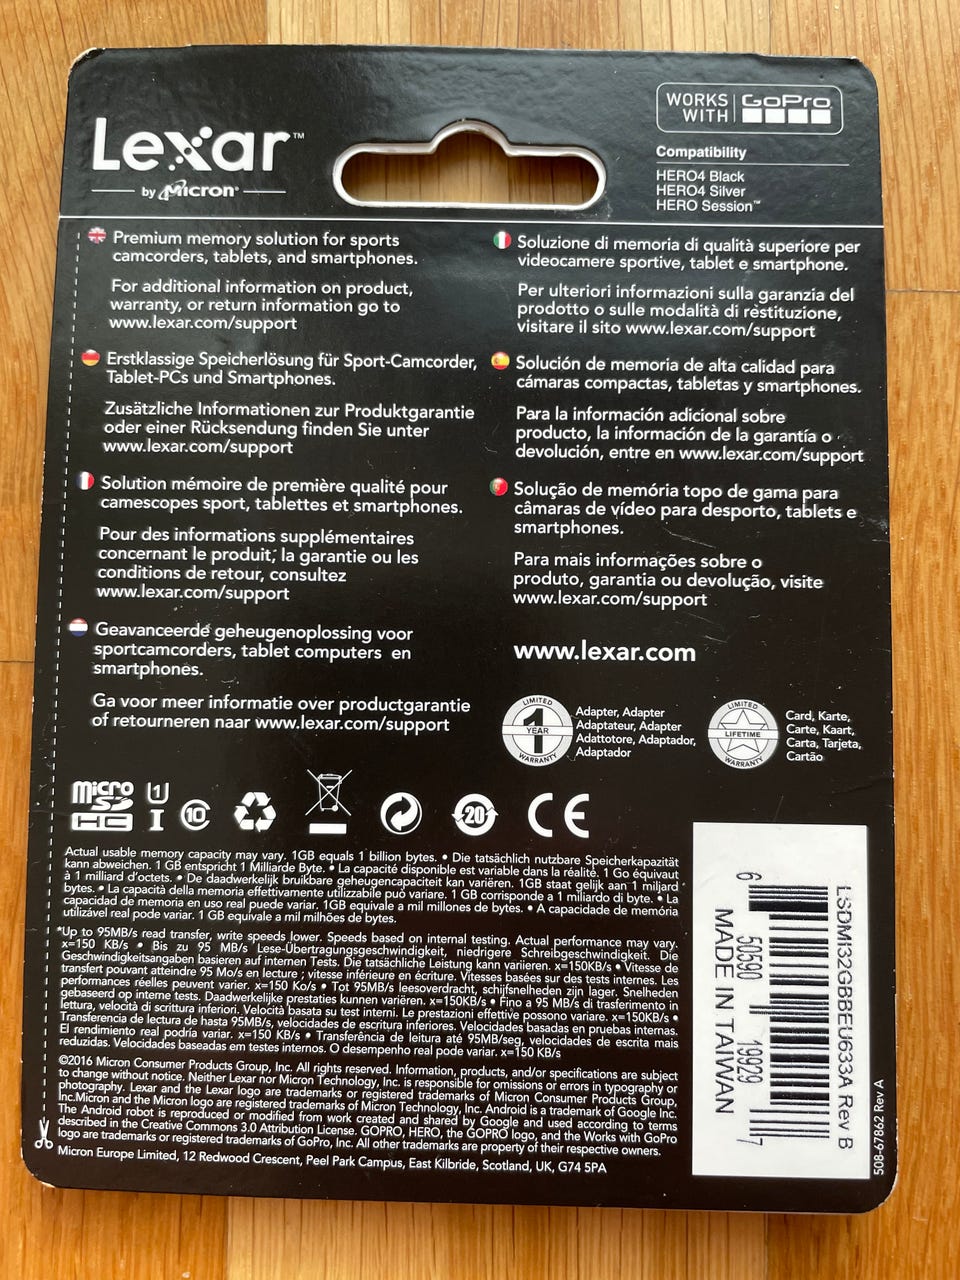 Lexar™
by Micron®
WORKS WITH GoPro
Compatibility
HERO4 Black
HERO4 Silver
HERO Session™
Premium memory solution for sports
camcorders, tablets, and smartphones.
For additional information on product,
warranty, or return information go to
www.lexar.com/support
Erstklassige Speicherlösung für Sport-Camcorder,
Tablet-PCs und Smartphones.
Zusätzliche Informationen zur Produktgarantie
oder einer Rücksendung finden Sie unter
www.lexar.com/support
Solution mémoire de première qualité pour
camescopes sport, tablettes et smartphones.
Pour des informations supplémentaires
concernant le produit, la garantie ou les
conditions de retour, consultez
www.lexar.com/support
Geavanceerde geheugenoplossing voor
sportcamcorders, tablet computers en
smartphones.
Ga voor meer informatie over productgarantie
of retourneren naar www.lexar.com/support
Soluzione di memoria di qualità superiore per
videocamere sportive, tablet e smartphone.
Per ulteriori informazioni sulla garanzia del
prodotto o sulle modalità di restituzione,
visitare il sito www.lexar.com/support
Solución de memoria de alta calidad para
cámaras compactas, tabletas y smartphones.
Para la información adicional sobre
producto, la información de la garantía o
devolución, entre en www.lexar.com/support
Solução de memória topo de gama para
câmaras de vídeo para desporto, tablets e
smartphones.
Para mais informações sobre o
produto, garantia ou devolução, visite
www.lexar.com/support
www.lexar.com
LIMITED
1
YEAR
WARRANTY
Adapter, Adapter
Adaptateur, Adapter
Adattotore, Adaptador,
Adaptador
LIMITED
LIFETIME
WARRANTY
Card, Karte,
Carte, Kaart,
Carta, Tarjeta,
Cartão
micro SD HC I
1
10
20
CE
Actual usable memory capacity may vary. 1GB equals 1 billion bytes. • Die tatsächlich nutzbare Speicherkapazität
kann abweichen. 1 GB entspricht 1 Milliarde Byte. • La capacité disponible est variable dans la réalité. 1 Go équivaut
à 1 milliard d'octets. • De daadwerkelijk bruikbare geheugencapaciteit kan variëren. 1GB staat gelijk aan 1 miljard
bytes. • La capacità della memoria effettivamente utilizzabile può variare. 1 GB corrisponde a 1 miliardo di byte. • La
capacidad de memoria en uso real puede variar. 1GB equivale a mil millones de bytes. • A capacidade de memória
utilizável real pode variar. 1 GB equivale a mil milhões de bytes.
*Up to 95MB/s read transfer, write speeds lower. Speeds based on internal testing. Actual performance may vary.
x=150 KB/s • Bis zu 95 MB/s Lese-Übertragungsgeschwindigkeit, niedrigere Schreibgeschwindigkeit. Die
Geschwindigkeitsangaben basieren auf internen Tests. Die tatsächliche Leistung kann variieren. x=150KB/s • Vitesse de
transfert pouvant atteindre 95 Mo/s en lecture ; vitesse inférieure en écriture. Vitesses basées sur des tests internes. Les
performances réelles peuvent varier. x=150 Ko/s • Tot 95MB/s leesoverdracht, schijfsnelheden zijn lager. Snelheden
gebaseerd op interne tests. Daadwerkelijke prestaties kunnen variëren. x=150KB/s • Fino a 95 MB/s di trasferimento in
lettura, velocità di scrittura inferiori. Velocità basata su test interni. Le prestazioni effettive possono variare. x=150KB/s •
Transferencia de lectura de hasta 95MB/s, velocidades de escritura inferiores. Velocidades basadas en pruebas internas.
El rendimiento real podría variar. x=150 KB/s • Transferência de leitura até 95MB/seg, velocidades de escrita mais
reduzidas. Velocidades baseadas em testes internos. O desempenho real pode variar. x=150 KB/s
©2016 Micron Consumer Products Group, Inc. All rights reserved. Information, products, and/or specifications are subject
to change without notice. Neither Lexar nor Micron Technology, Inc. is responsible for omissions or errors in typography or
photography. Lexar and the Lexar logo are trademarks or registered trademarks of Micron Consumer Products Group,
Inc.Micron and the Micron logo are registered trademarks of Micron Technology, Inc. Android is a trademark of Google Inc.
The Android robot is reproduced or modified from work created and shared by Google and used according to terms
described in the Creative Commons 3.0 Attribution License. GOPRO, HERO, the GOPRO logo, and the Works with GoPro
logo are trademarks or registered trademarks of GoPro, Inc. All other trademarks are property of their respective owners.
Micron Europe Limited, 12 Redwood Crescent, Peel Park Campus, East Kilbride, Scotland, UK, G74 5PA
LSDMI32GBBEU633A Rev B
6 50590 19929 7
MADE IN TAIWAN
508-67862 Rev A